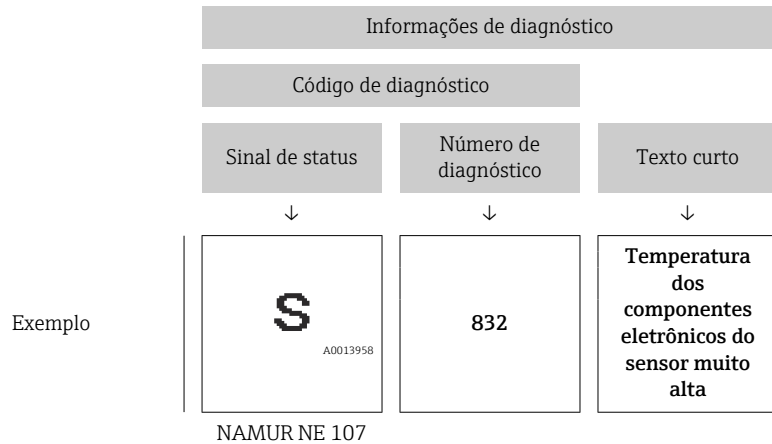 Informações de diagnóstico
Código de diagnóstico
Sinal de status
Número de
diagnóstico
Texto curto
↓ ↓ ↓
Exemplo
S
A0013958
832
Temperatura
dos
componentes
eletrônicos do
sensor muito
alta
NAMUR NE 107